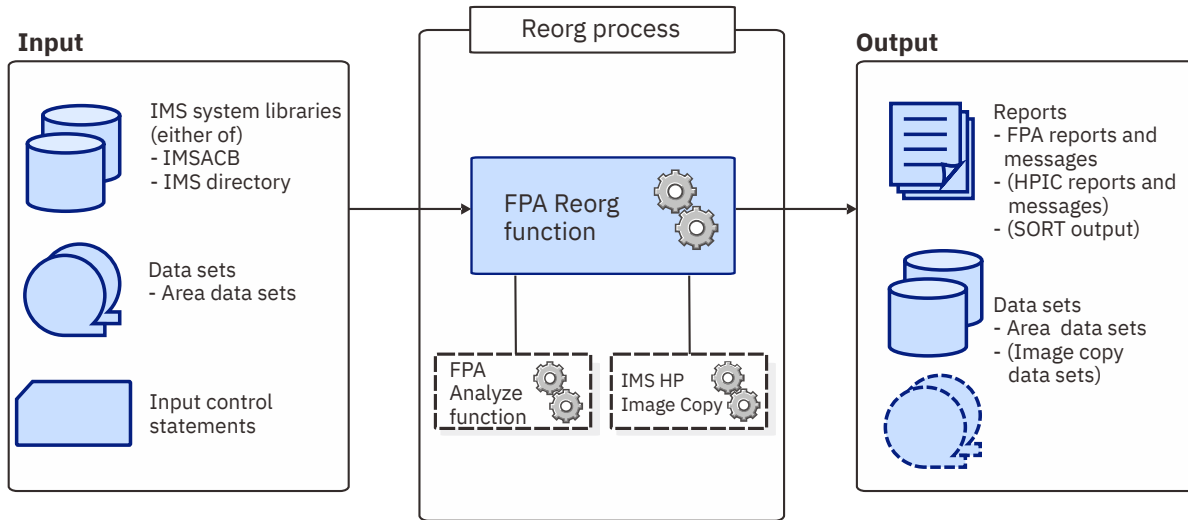 Reorg process
Input
IMS system libraries
(either of)
- IMSACB
- IMS directory
Data sets
- Area data sets
Input control
statements
FPA Reorg
function
FPA
Analyze
function
IMS HP
Image Copy
Output
Reports
- FPA reports and
messages
- (HPIC reports and
messages)
- (SORT output)
Data sets
- Area data sets
- (Image copy
data sets)